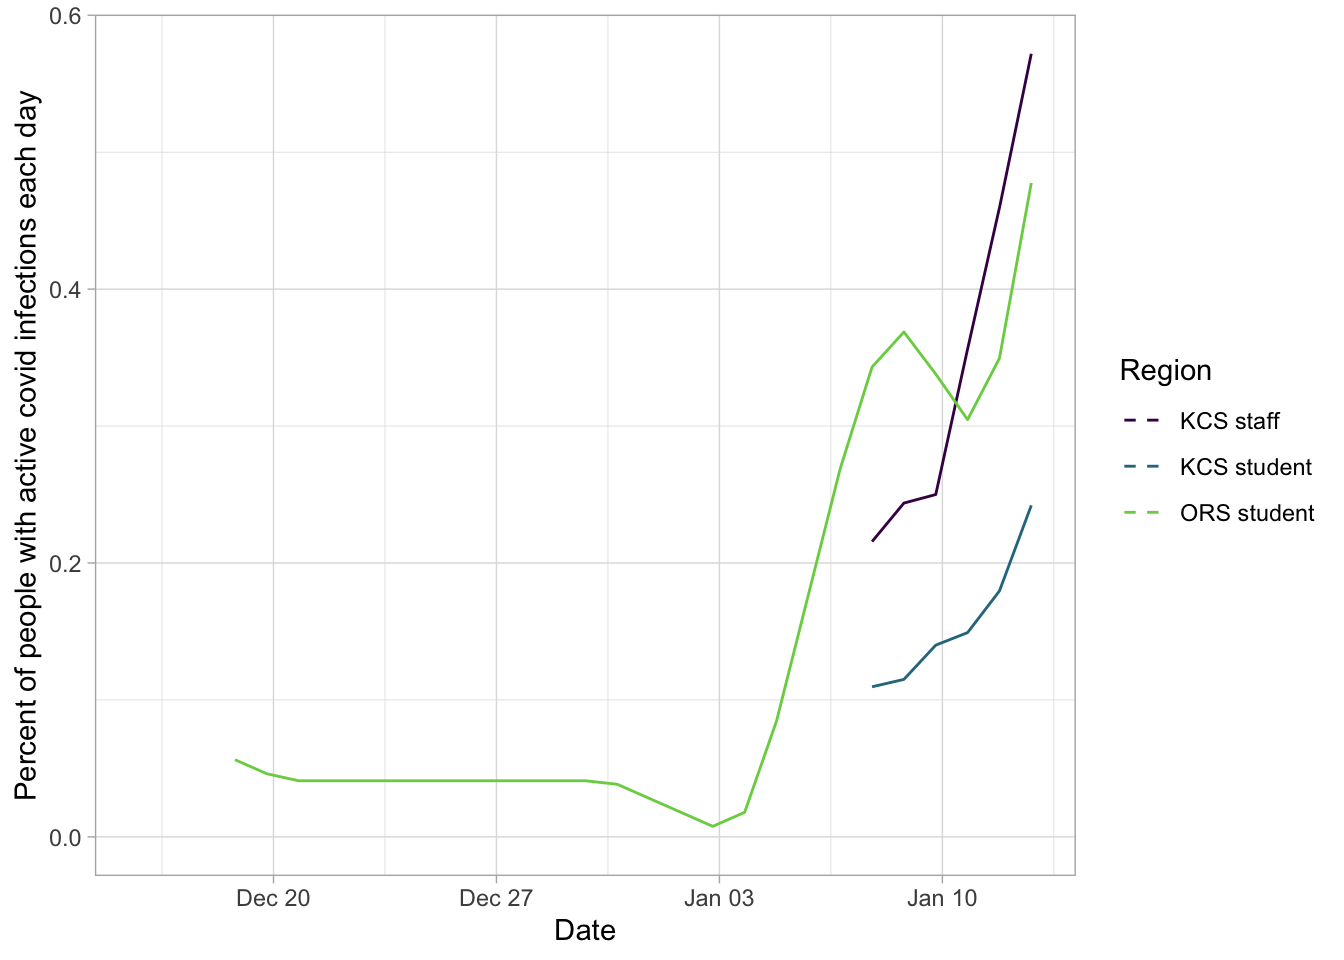 Percent of people with active covid infections each day
0.6
0.4
0.2
0.0
Dec 20
Dec 27
Jan 03
Jan 10
Date
Region
KCS staff
KCS student
ORS student